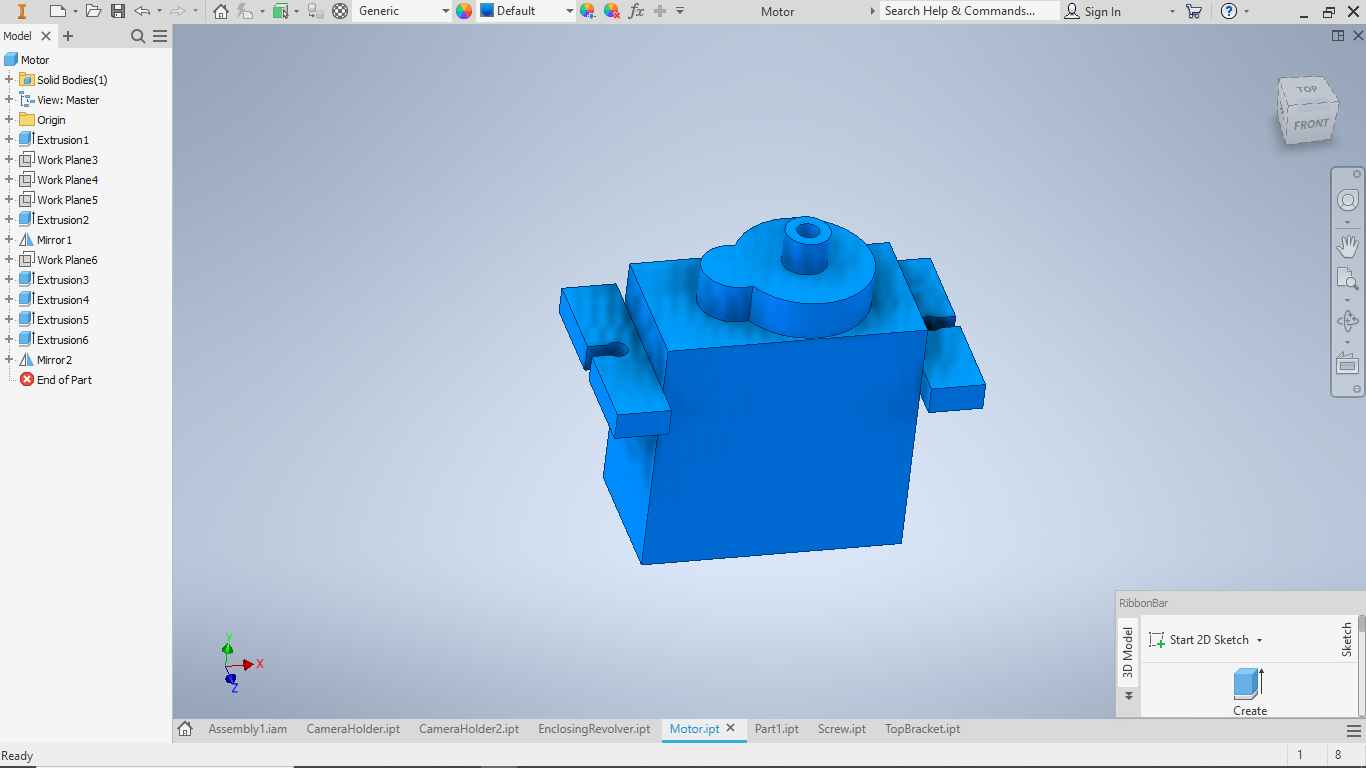 Generic
Default
fx
Motor
Search Help & Commands...
Sign In
Model
Motor
Solid Bodies(1)
View: Master
Origin
Extrusion1
Work Plane3
Work Plane4
Work Plane5
Extrusion2
Mirror1
Work Plane6
Extrusion3
Extrusion4
Extrusion5
Extrusion6
Mirror2
End of Part
TOP
FRONT
Y
X
Z
RibbonBar
3D Model
Start 2D Sketch
Sketch
Create
Assembly1.iam
CameraHolder.ipt
CameraHolder2.ipt
EnclosingRevolver.ipt
Motor.ipt
Part1.ipt
Screw.ipt
TopBracket.ipt
Ready
1
8